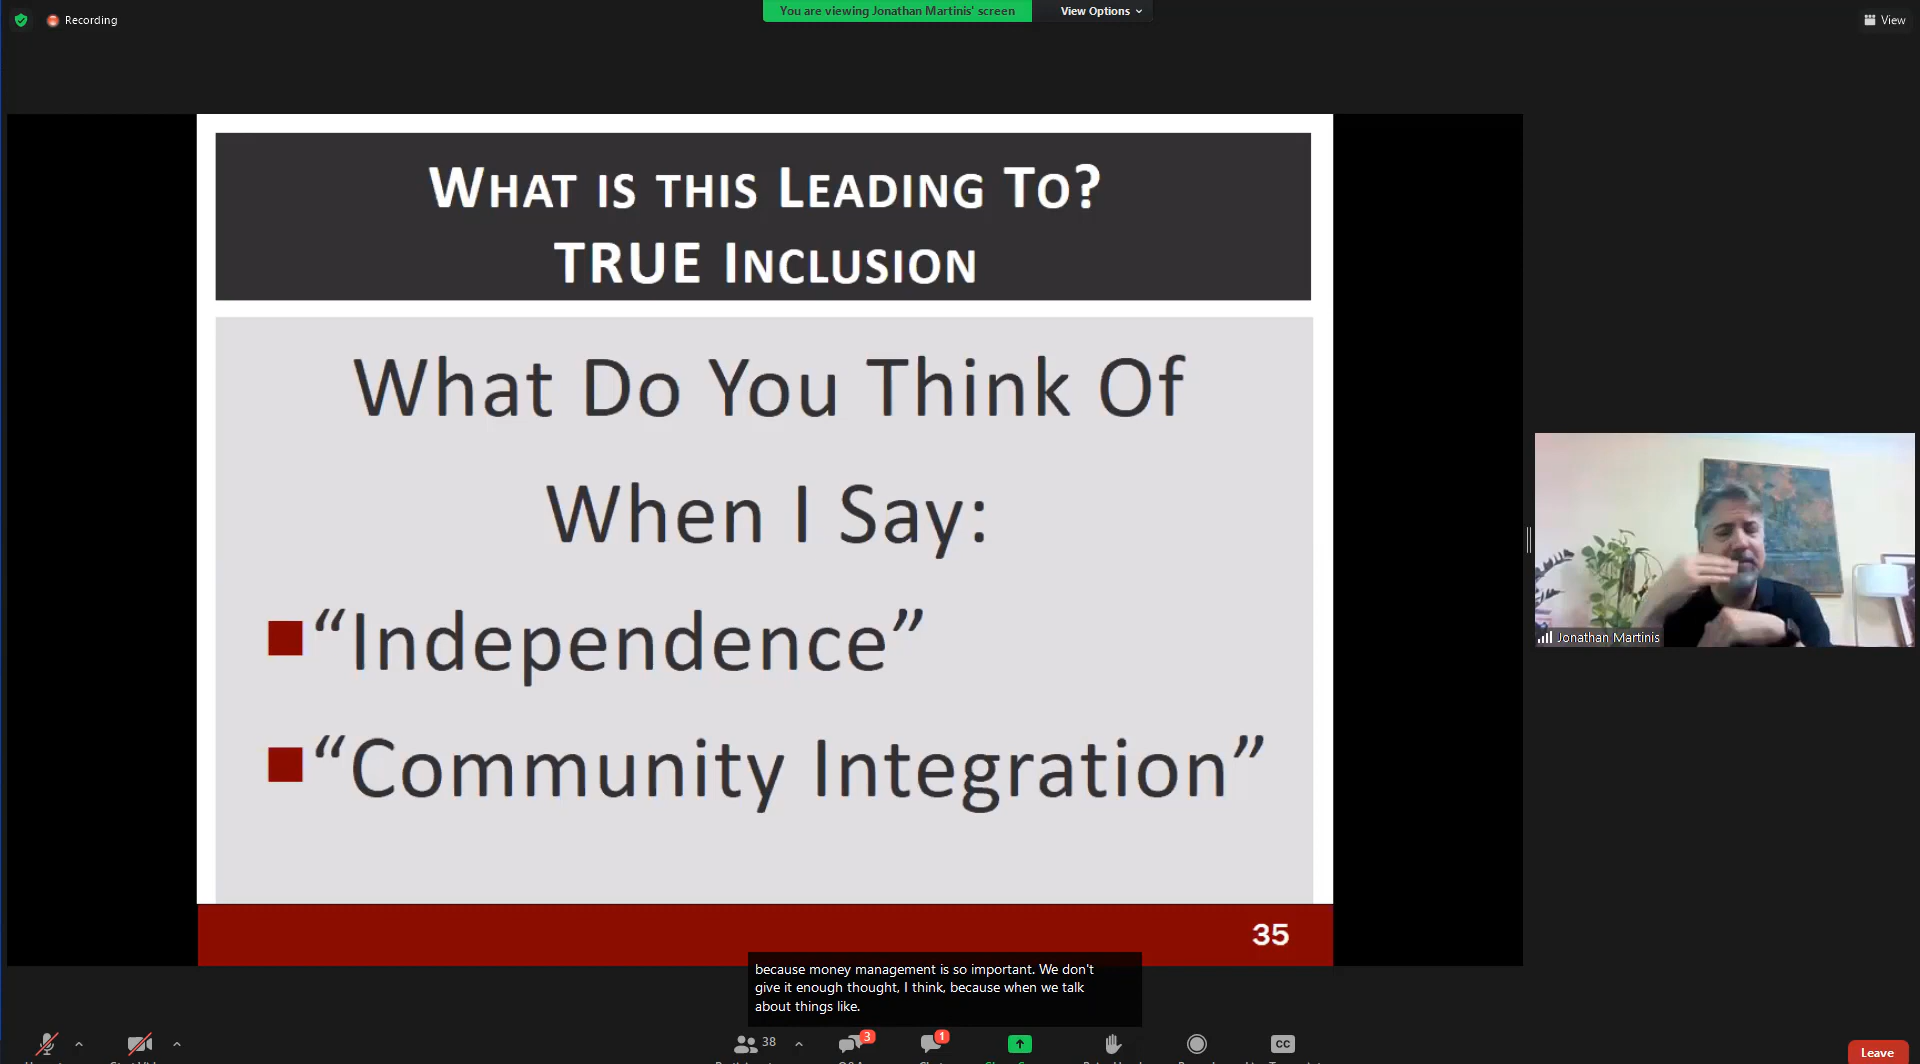 Recording
You are viewing Jonathan Martinis' screen
View Options
View
WHAT IS THIS LEADING TO?
TRUE INCLUSION
What Do You Think Of
When I Say:
“Independence”
“Community Integration”
35
Jonathan Martinis
because money management is so important. We don't
give it enough thought, I think, because when we talk
about things like.
38
3
1
CC
Leave